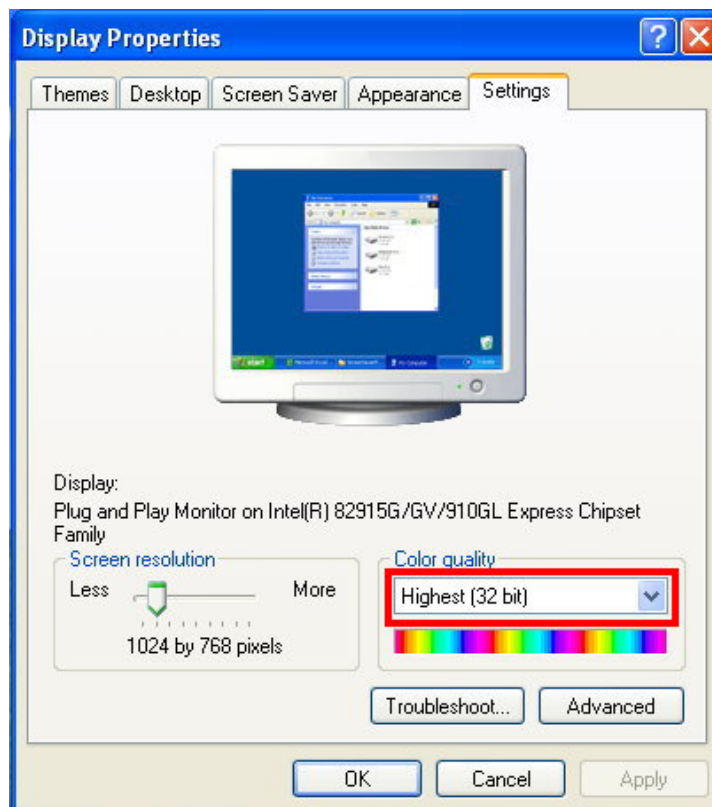 Display Properties
Themes Desktop Screen Saver Appearance Settings
start
Display:
Plug and Play Monitor on Intel(R) 82915G/GV/910GL Express Chipset
Family
Screen resolution
Less More
1024 by 768 pixels
Color quality
Highest (32 bit)
Troubleshoot... Advanced
OK Cancel Apply